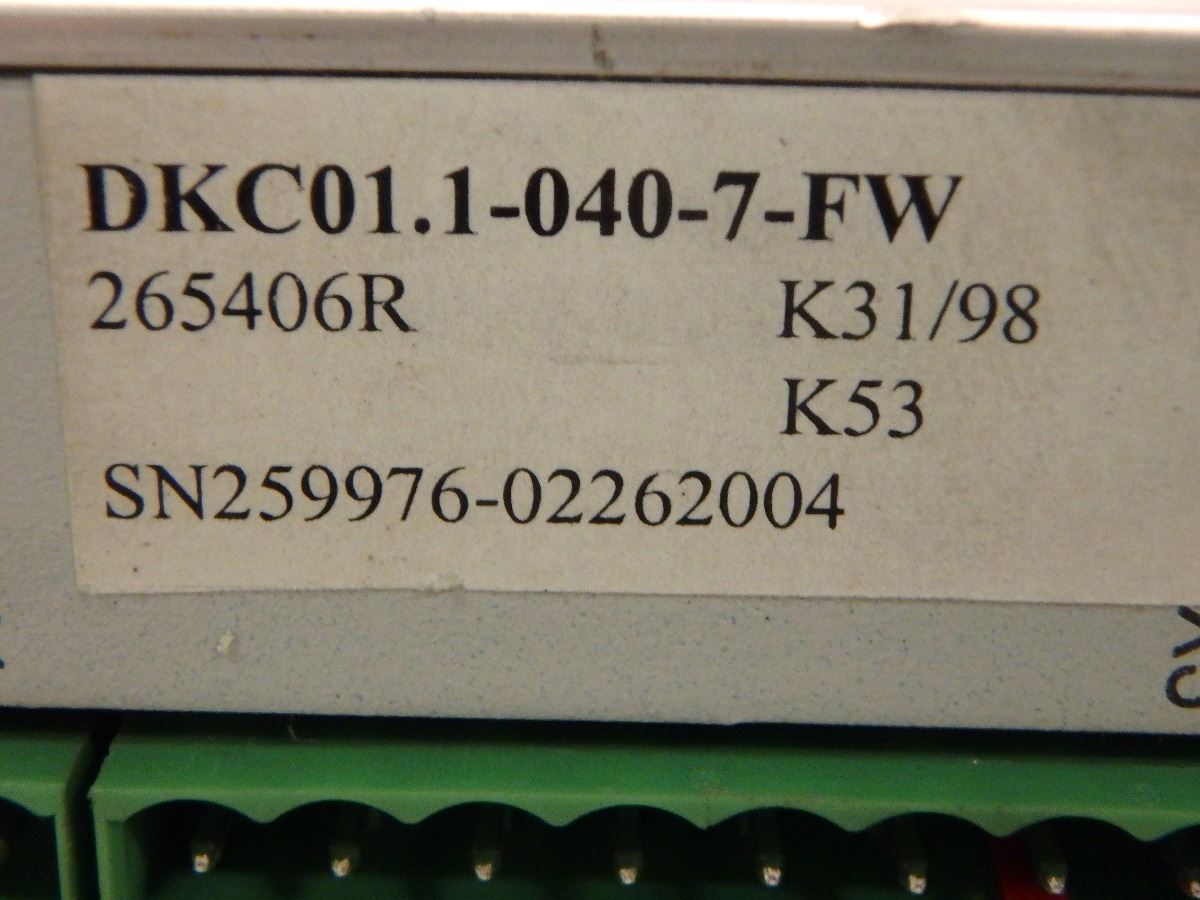 DKC01.1-040-7-FW
265406R K31/98
K53
SN259976-02262004